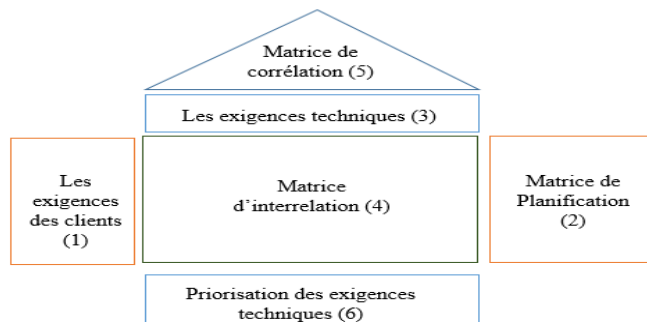 Matrice de
corrélation (5)
Les exigences techniques (3)
Les
exigences
des clients
(1)
Matrice
d’interrelation (4)
Matrice de
Planification
(2)
Priorisation des exigences
techniques (6)